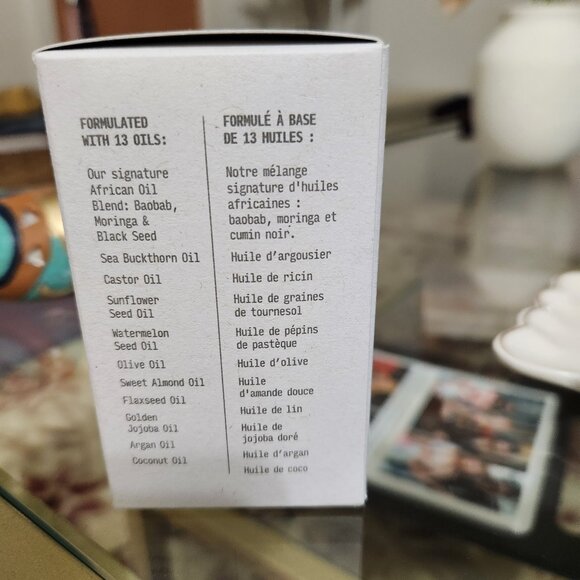 FORMULATED
WITH 13 OILS:
Our signature
African Oil
Blend: Baobab,
Moringa &
Black Seed
Sea Buckthorn Oil
Castor Oil
Sunflower
Seed Oil
Watermelon
Seed Oil
Olive Oil
Sweet Almond Oil
Flaxseed Oil
Golden
Jojoba Oil
Argan Oil
Coconut Oil
FORMULÉ À BASE
DE 13 HUILES :
Notre mélange
signature d'huiles
africaines :
baobab, moringa et
cumin noir.
Huile d'argousier
Huile de ricin
Huile de graines
de tournesol
Huile de pépins
de pastèque
Huile d'olive
Huile
d'amande douce
Huile de lin
Huile de
jojoba doré
Huile d'argan
Huile de coco